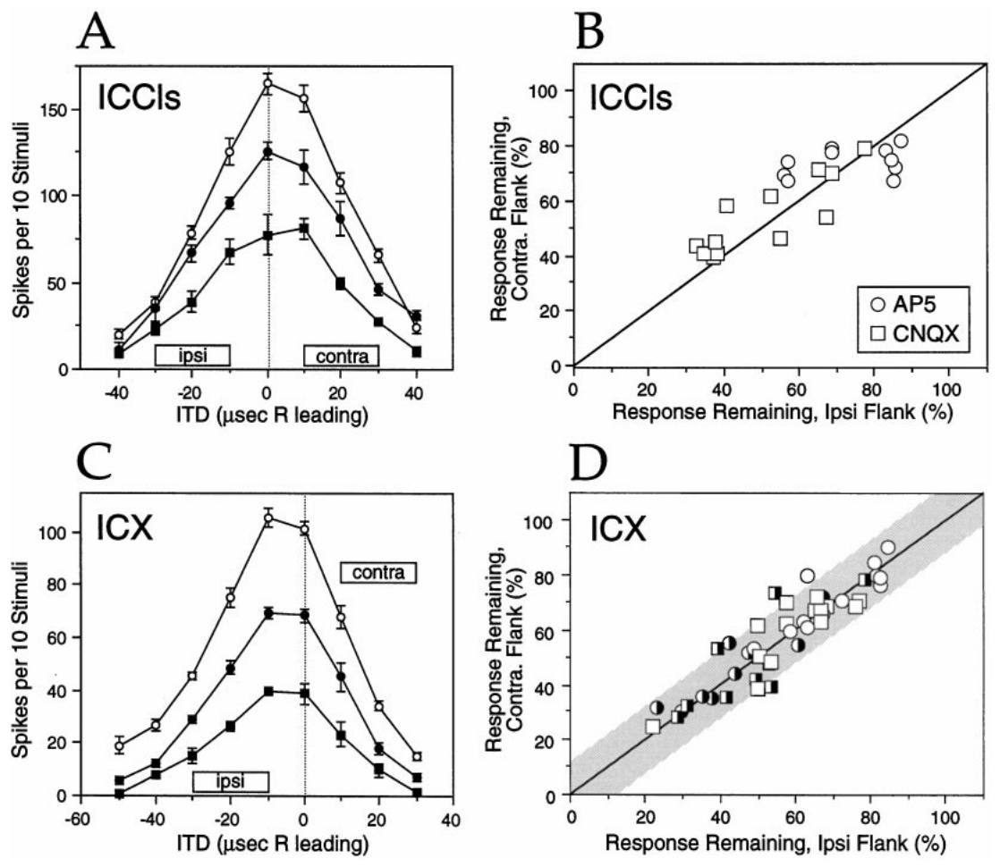 A
ICCls
Spikes per 10 Stimuli
150
100
50
0
ipsi
contra
-40
-20
0
20
40
ITD (μsec R leading)
B
ICCls
Response Remaining,
Contra. Flank (%)
100
80
60
40
20
0
AP5
CNQX
0
20
40
60
80
100
Response Remaining, Ipsi Flank (%)
C
ICX
Spikes per 10 Stimuli
100
80
60
40
20
0
contra
ipsi
-60
-40
-20
0
20
40
ITD (μsec R leading)
D
ICX
Response Remaining,
Contra. Flank (%)
100
80
60
40
20
0
0
20
40
60
80
100
Response Remaining, Ipsi Flank (%)